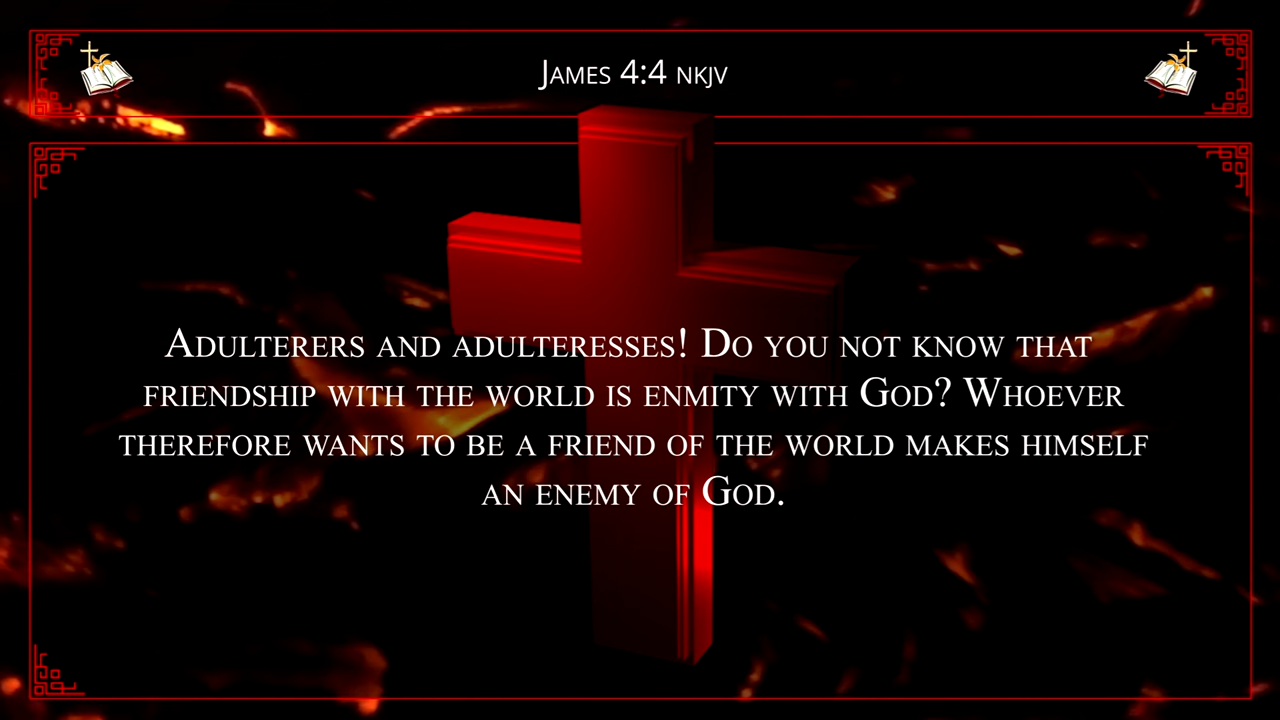 James 4:4 NKJV
Adulterers and adulteresses! Do you not know that
friendship with the world is enmity with God? Whoever
therefore wants to be a friend of the world makes himself
an enemy of God.